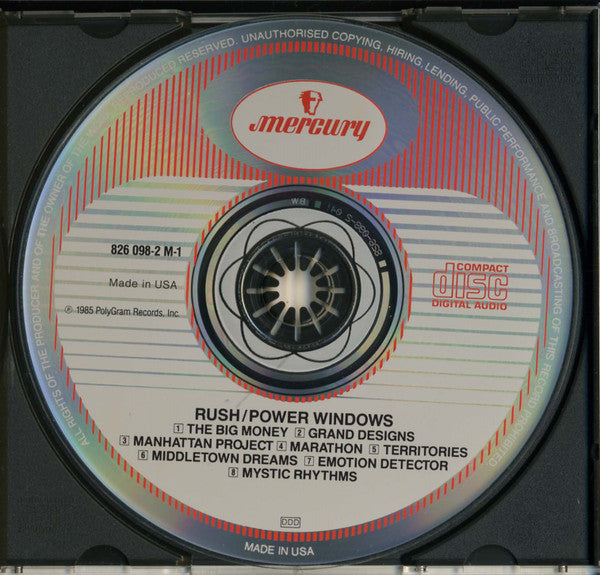 ALL RIGHTS OF THE PRODUCER AND OF THE OWNER OF THE WORK REPRODUCED RESERVED. UNAUTHORISED COPYING, HIRING, LENDING, PUBLIC PERFORMANCE AND BROADCASTING OF THIS RECORD PROHIBITED
mercury
826 098-2 M-1
Made in USA
℗ 1985 PolyGram Records, Inc.
COMPACT
disc
DIGITAL AUDIO
RUSH/POWER WINDOWS
1 THE BIG MONEY 2 GRAND DESIGNS
3 MANHATTAN PROJECT 4 MARATHON 5 TERRITORIES
6 MIDDLETOWN DREAMS 7 EMOTION DETECTOR
8 MYSTIC RHYTHMS
DDD
MADE IN USA